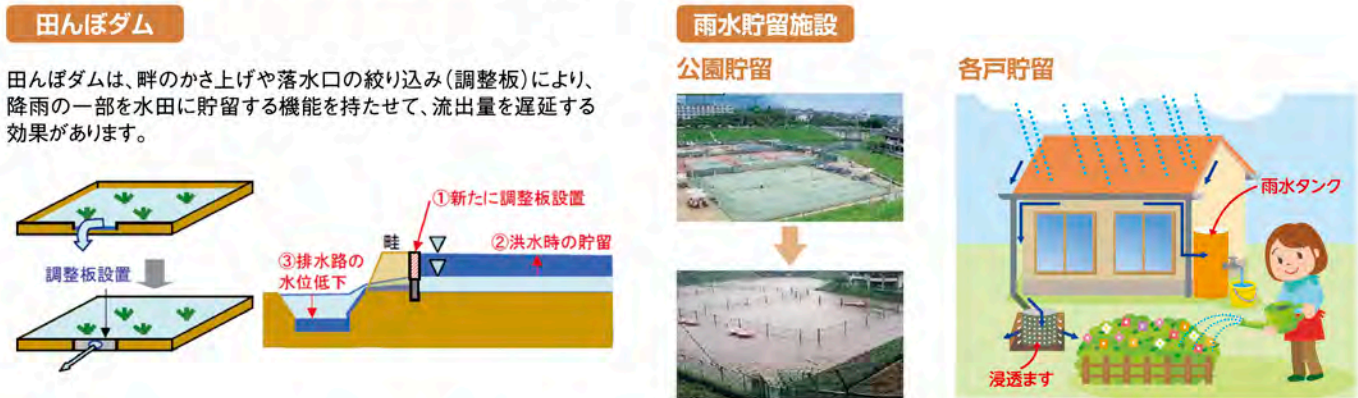 田んぼダム
田んぼダムは、畔のかさ上げや落水口の絞り込み（調整板）により、
降雨の一部を水田に貯留する機能を持たせて、流出量を遅延する
効果があります。
調整板設置
①新たに調整板設置
畦
②洪水時の貯留
③排水路の
水位低下
雨水貯留施設
公園貯留
各戸貯留
雨水タンク
浸透ます